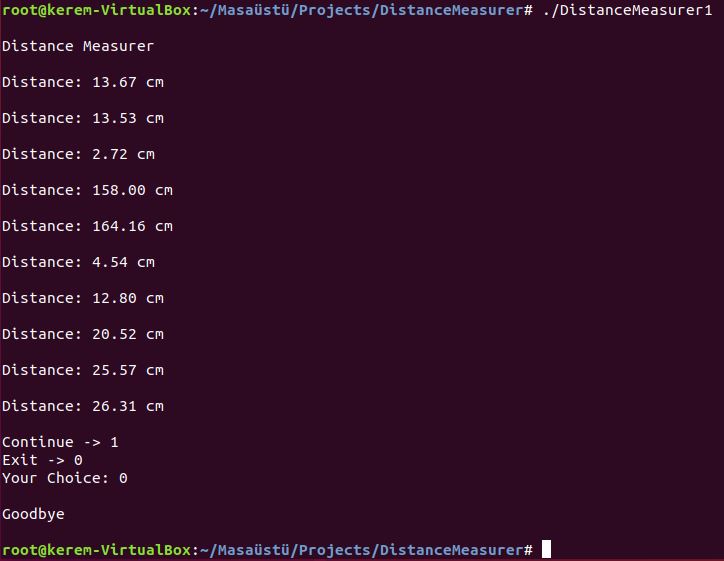 root@kerem-VirtualBox:~/Masaüstü/Projects/DistanceMeasurer# ./DistanceMeasurer1
Distance Measurer
Distance: 13.67 cm
Distance: 13.53 cm
Distance: 2.72 cm
Distance: 158.00 cm
Distance: 164.16 cm
Distance: 4.54 cm
Distance: 12.80 cm
Distance: 20.52 cm
Distance: 25.57 cm
Distance: 26.31 cm
Continue -> 1
Exit -> 0
Your Choice: 0
Goodbye
root@kerem-VirtualBox:~/Masaüstü/Projects/DistanceMeasurer#